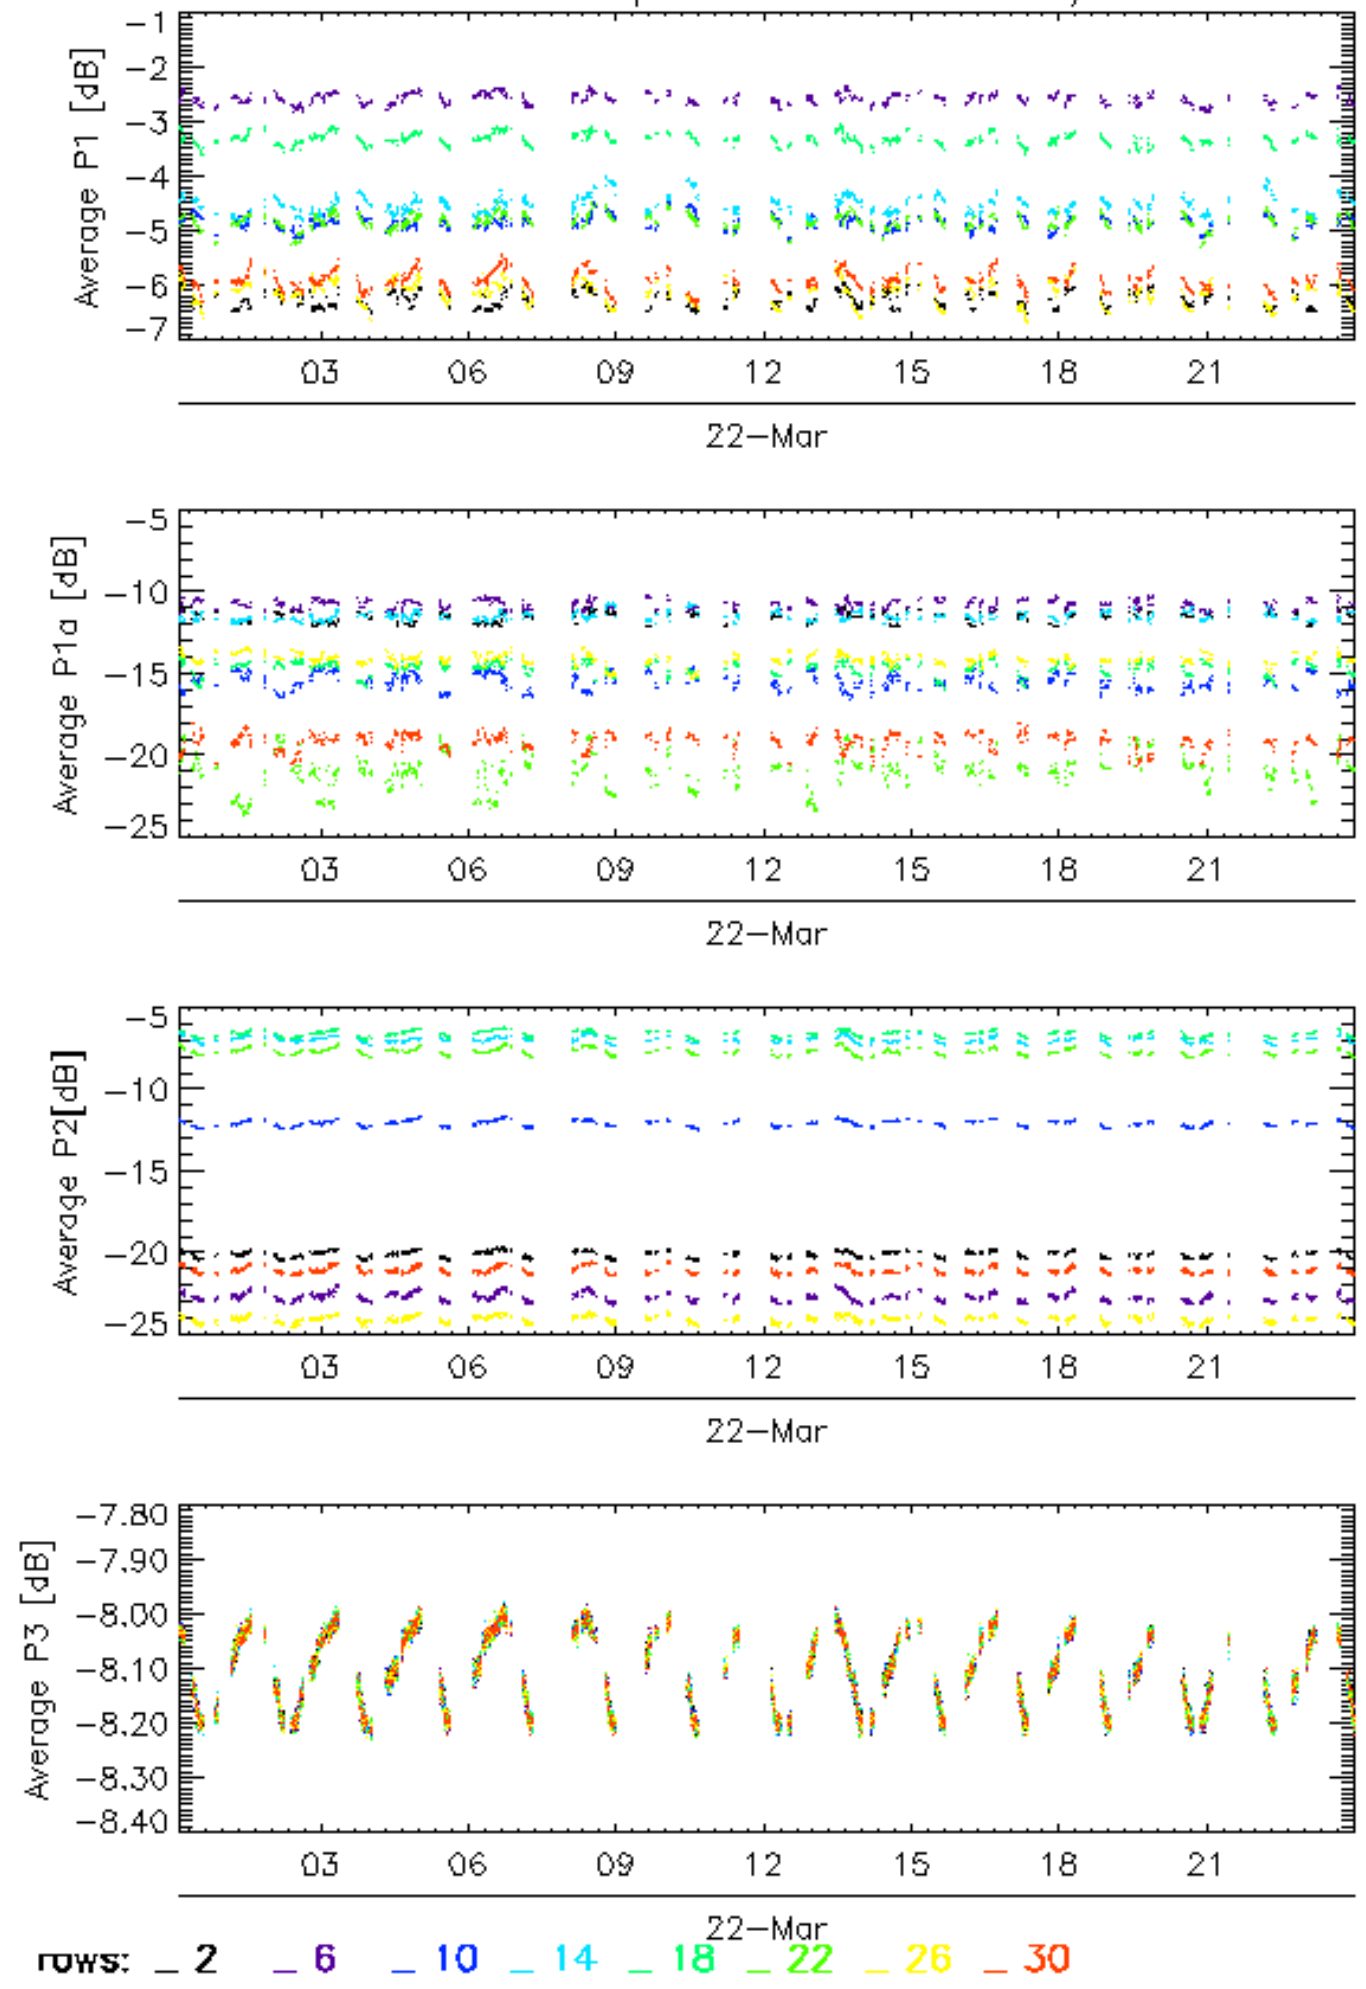 Average P1 [dB]
-1
-2
-3
-4
-5
-6
-7
03 06 09 12 15 18 21
22-Mar
Average P1a [dB]
-5
-10
-15
-20
-25
03 06 09 12 15 18 21
22-Mar
Average P2[dB]
-5
-10
-15
-20
-25
03 06 09 12 15 18 21
22-Mar
Average P3 [dB]
-7.80
-7.90
-8.00
-8.10
-8.20
-8.30
-8.40
03 06 09 12 15 18 21
22-Mar
rows: _ 2 _ 6 _ 10 _ 14 _ 18 _ 22 _ 26 _ 30